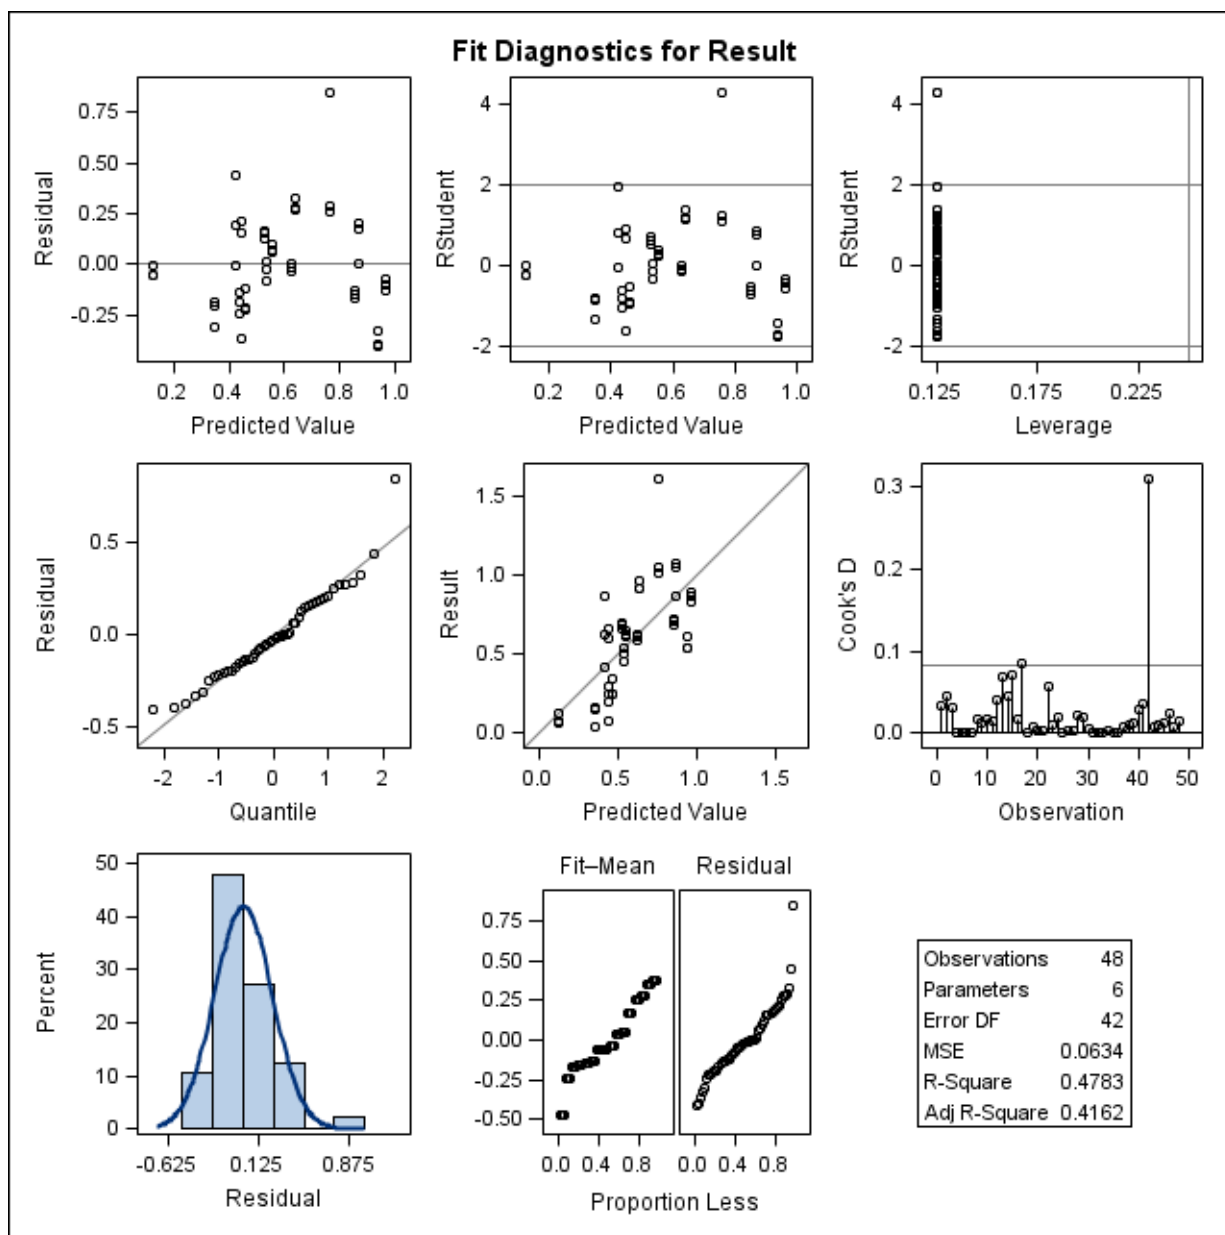 Fit Diagnostics for Result
0.75
0.50
0.25
0.00
-0.25
Residual
0.2 0.4 0.6 0.8 1.0
Predicted Value
4
2
0
-2
RStudent
0.2 0.4 0.6 0.8 1.0
Predicted Value
4
2
0
-2
RStudent
0.125 0.175 0.225
Leverage
0.5
0.0
-0.5
Residual
-2 -1 0 1 2
Quantile
1.5
1.0
0.5
0.0
Result
0.0 0.5 1.0 1.5
Predicted Value
0.3
0.2
0.1
0.0
Cook's D
0 10 20 30 40 50
Observation
50
40
30
20
10
0
Percent
-0.625 0.125 0.875
Residual
Fit–Mean Residual
0.75
0.50
0.25
0.00
-0.25
-0.50
0.0 0.4 0.8 0.0 0.4 0.8
Proportion Less
Observations 48
Parameters 6
Error DF 42
MSE 0.0634
R-Square 0.4783
Adj R-Square 0.4162